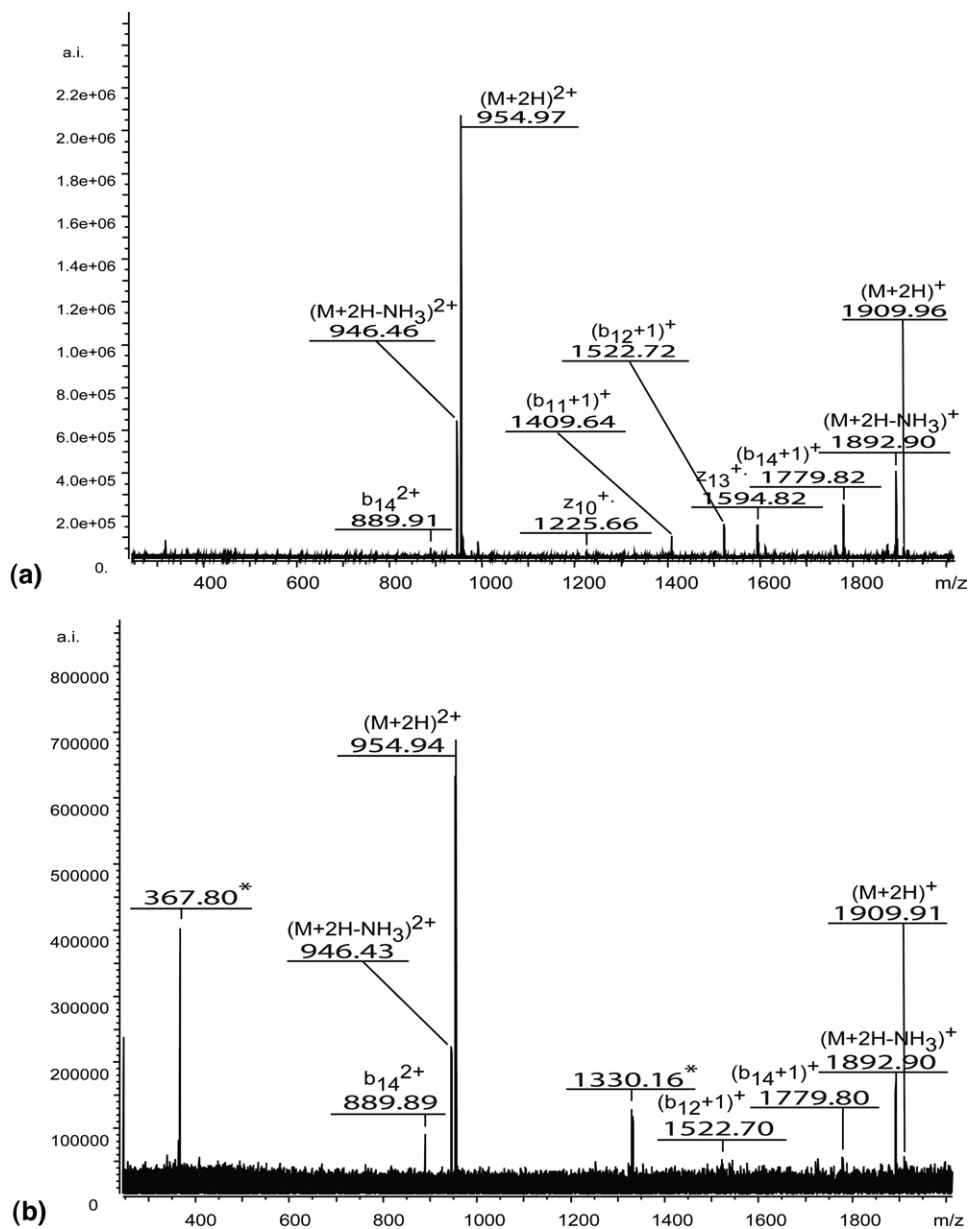 a.i.
2.2e+06
2.0e+06
1.8e+06
1.6e+06
1.4e+06
1.2e+06
1.0e+06
8.0e+05
6.0e+05
4.0e+05
2.0e+05
0.
(M+2H)2+
954.97
(M+2H-NH3)2+
946.46
b14 2+
889.91
z10+.
1225.66
(b11+1)+
1409.64
(b12+1)+
1522.72
z13+.
1594.82
(b14+1)+
1779.82
(M+2H-NH3)+
1892.90
(M+2H)+
1909.96
400 600 800 1000 1200 1400 1600 1800 m/z
(a)
a.i.
800000
700000
600000
500000
400000
300000
200000
100000
0
367.80*
(M+2H)2+
954.94
(M+2H-NH3)2+
946.43
b14 2+
889.89
1330.16*
(b12+1)+
1522.70
(b14+1)+
1779.80
(M+2H-NH3)+
1892.90
(M+2H)+
1909.91
400 600 800 1000 1200 1400 1600 1800 m/z
(b)